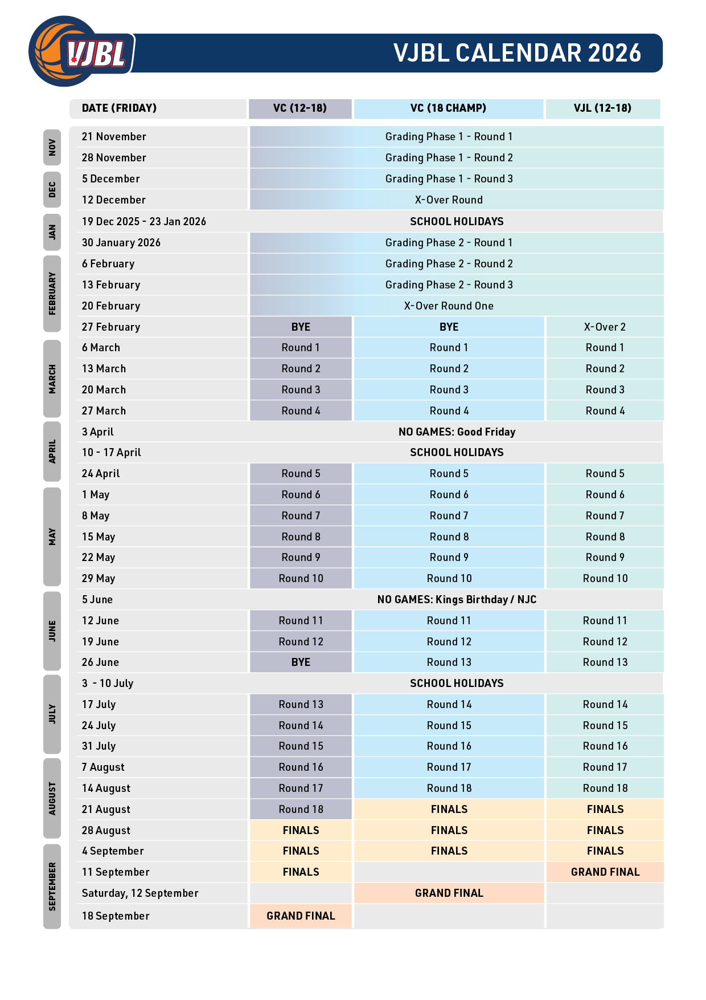 VJBL
VJBL CALENDAR 2026
DATE (FRIDAY) VC (12-18) VC (18 CHAMP) VJL (12-18)
NOV
21 November Grading Phase 1 - Round 1
28 November Grading Phase 1 - Round 2
DEC
5 December Grading Phase 1 - Round 3
12 December X-Over Round
JAN
19 Dec 2025 - 23 Jan 2026 SCHOOL HOLIDAYS
30 January 2026 Grading Phase 2 - Round 1
FEBRUARY
6 February Grading Phase 2 - Round 2
13 February Grading Phase 2 - Round 3
20 February X-Over Round One
27 February BYE BYE X-Over 2
MARCH
6 March Round 1 Round 1 Round 1
13 March Round 2 Round 2 Round 2
20 March Round 3 Round 3 Round 3
27 March Round 4 Round 4 Round 4
APRIL
3 April NO GAMES: Good Friday
10 - 17 April SCHOOL HOLIDAYS
24 April Round 5 Round 5 Round 5
MAY
1 May Round 6 Round 6 Round 6
8 May Round 7 Round 7 Round 7
15 May Round 8 Round 8 Round 8
22 May Round 9 Round 9 Round 9
29 May Round 10 Round 10 Round 10
JUNE
5 June NO GAMES: Kings Birthday / NJC
12 June Round 11 Round 11 Round 11
19 June Round 12 Round 12 Round 12
26 June BYE Round 13 Round 13
JULY
3 - 10 July SCHOOL HOLIDAYS
17 July Round 13 Round 14 Round 14
24 July Round 14 Round 15 Round 15
31 July Round 15 Round 16 Round 16
AUGUST
7 August Round 16 Round 17 Round 17
14 August Round 17 Round 18 Round 18
21 August Round 18 FINALS FINALS
28 August FINALS FINALS FINALS
SEPTEMBER
4 September FINALS FINALS FINALS
11 September FINALS GRAND FINAL
Saturday, 12 September GRAND FINAL
18 September GRAND FINAL